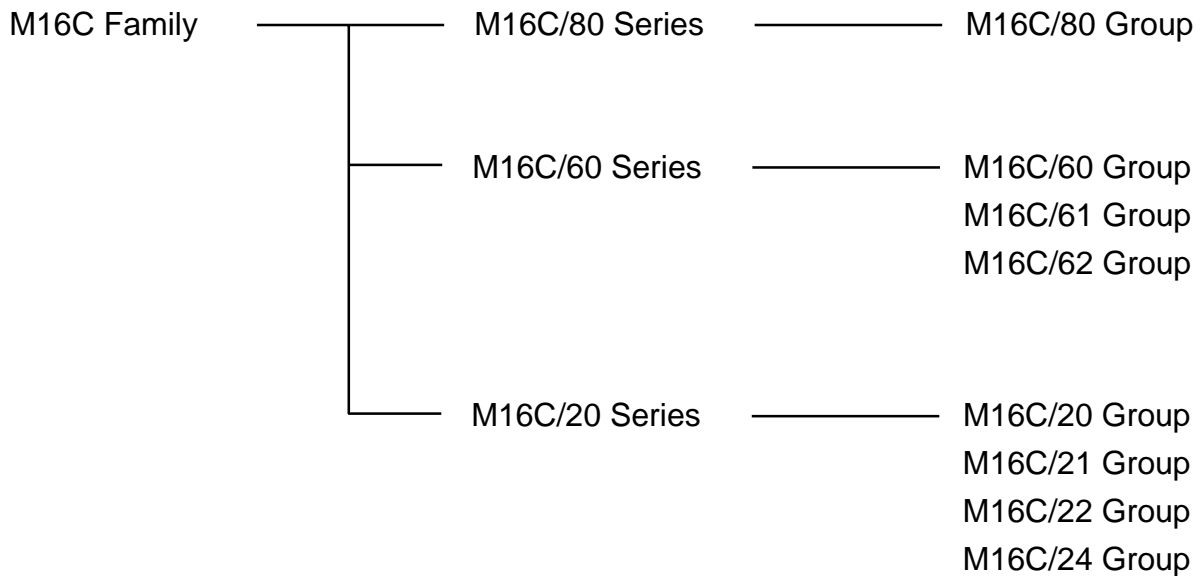 M16C Family M16C/80 Series M16C/80 Group
M16C/60 Series M16C/60 Group
M16C/61 Group
M16C/62 Group
M16C/20 Series M16C/20 Group
M16C/21 Group
M16C/22 Group
M16C/24 Group